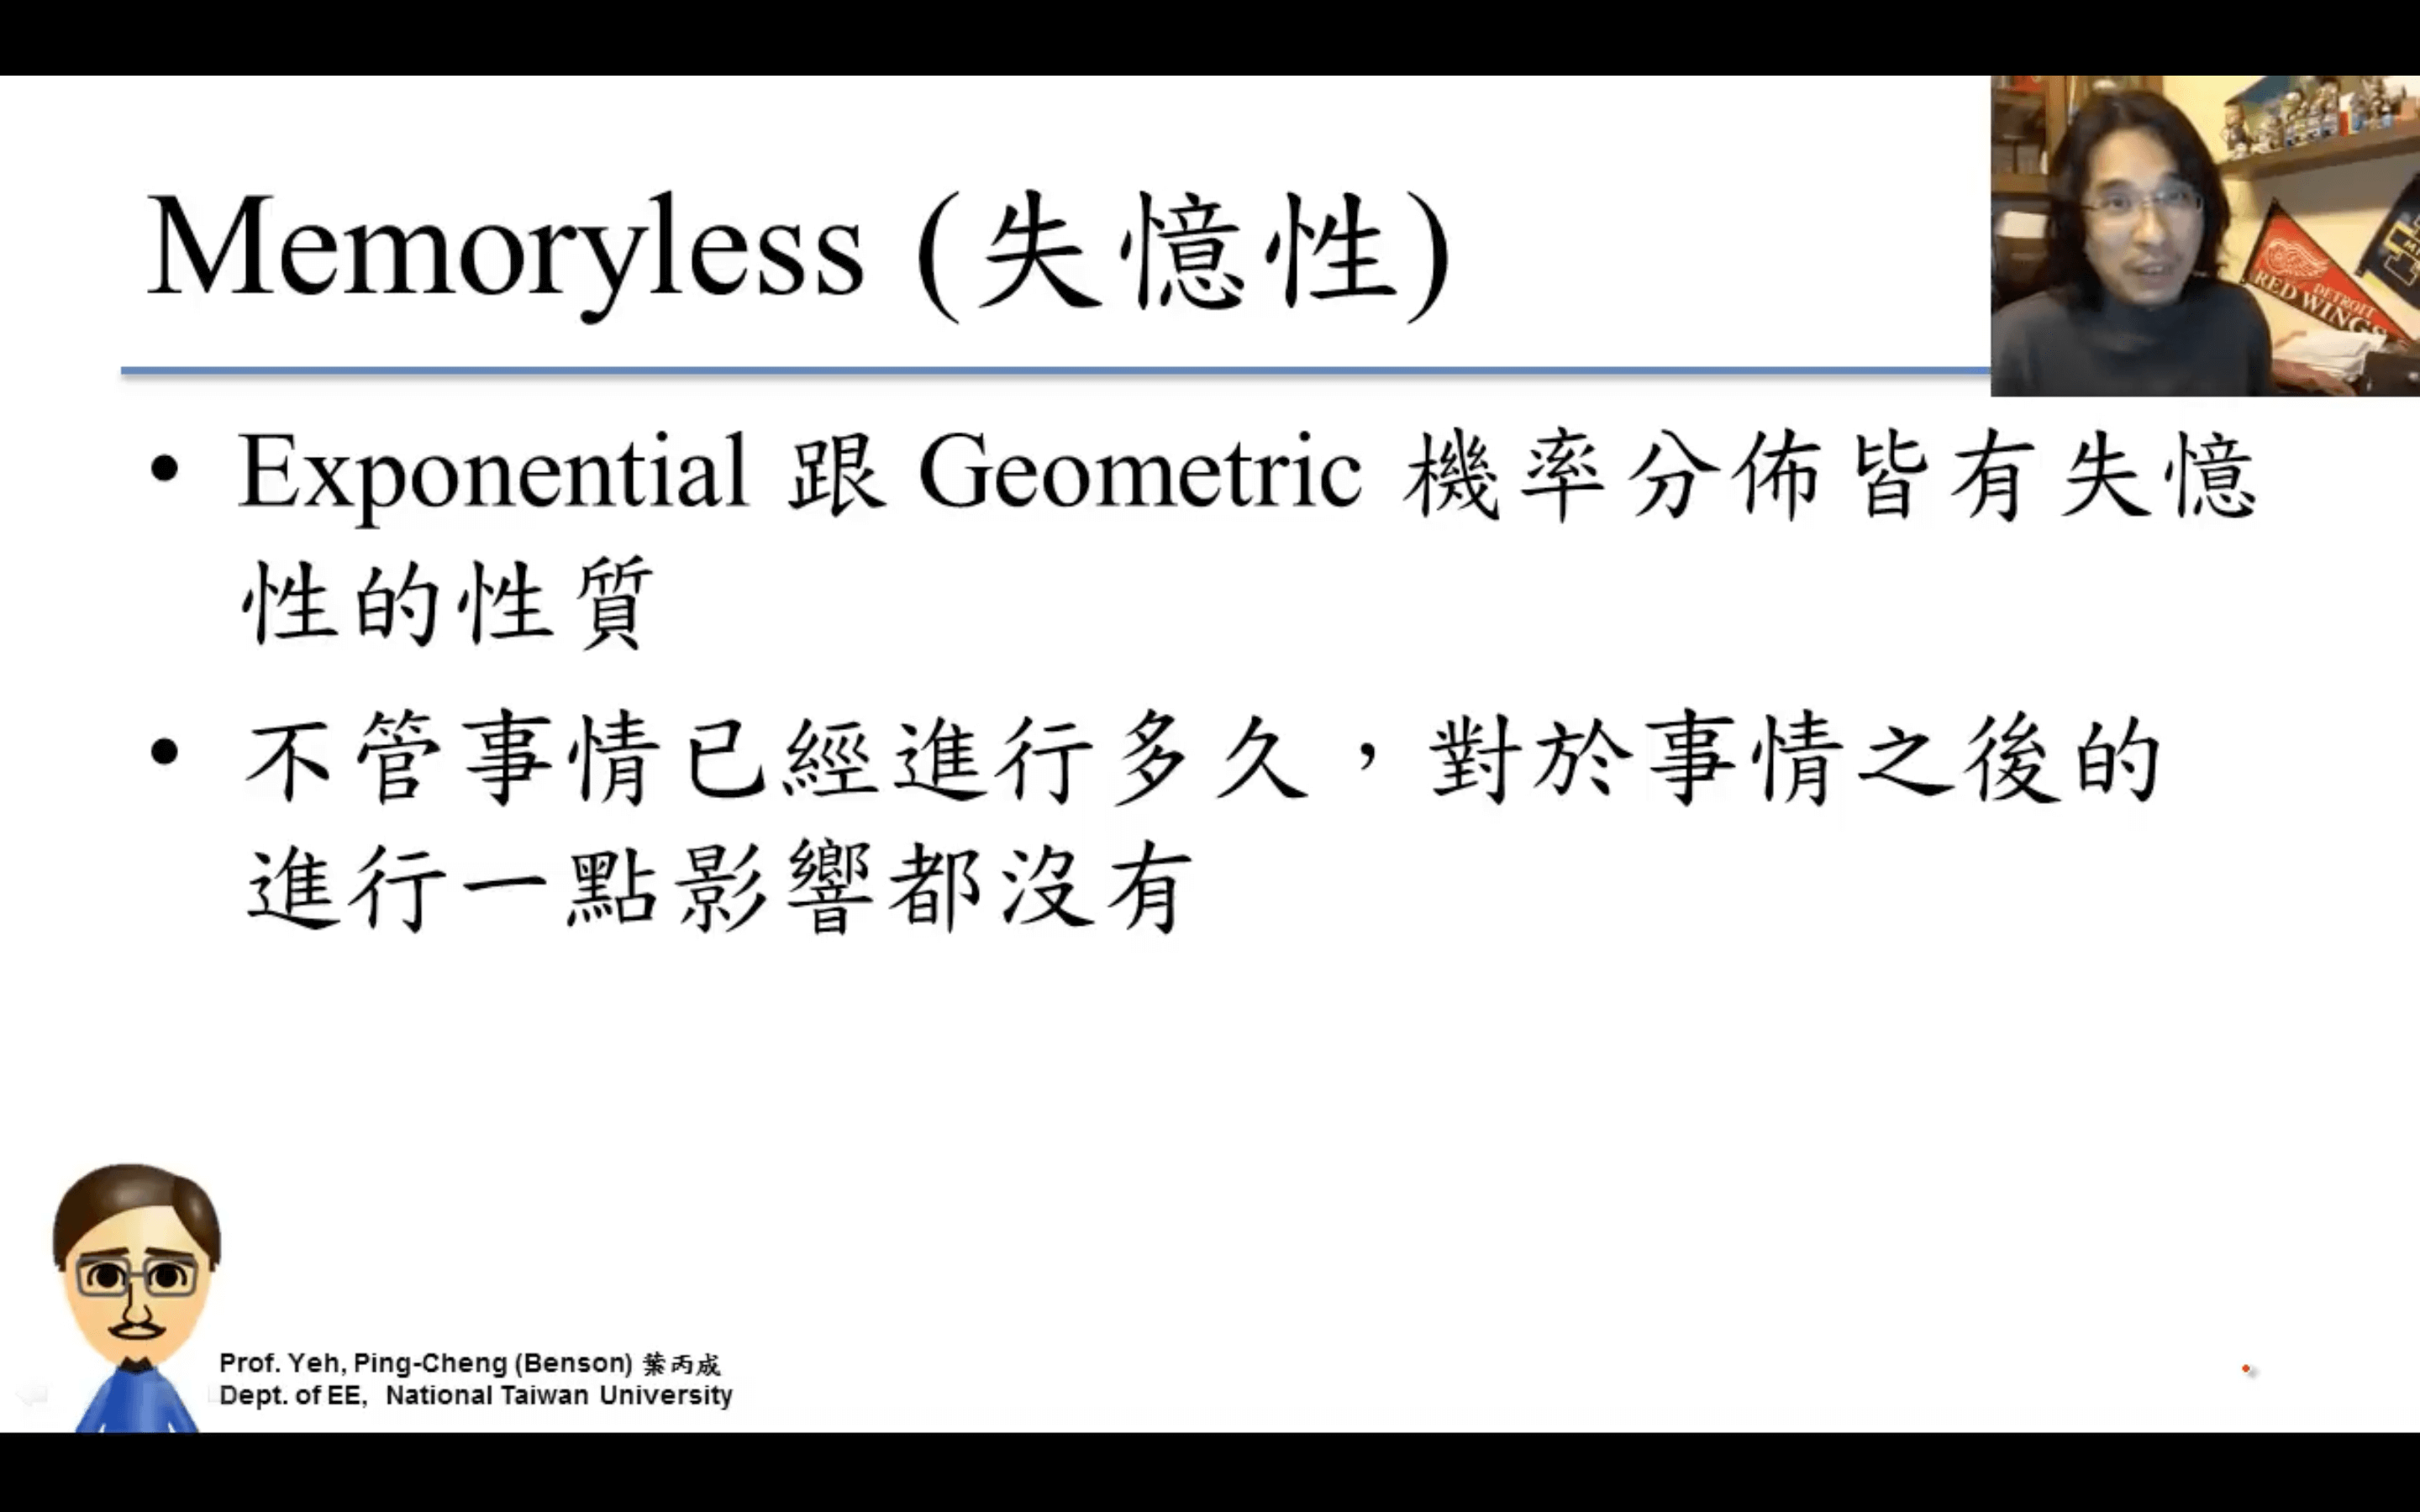 Memoryless (失憶性)
DETROIT
RED WINGS
• Exponential 跟 Geometric 機率分佈皆有失憶
性的性質
• 不管事情已經進行多久，對於事情之後的
進行一點影響都沒有
Prof. Yeh, Ping-Cheng (Benson) 葉丙成
Dept. of EE, National Taiwan University